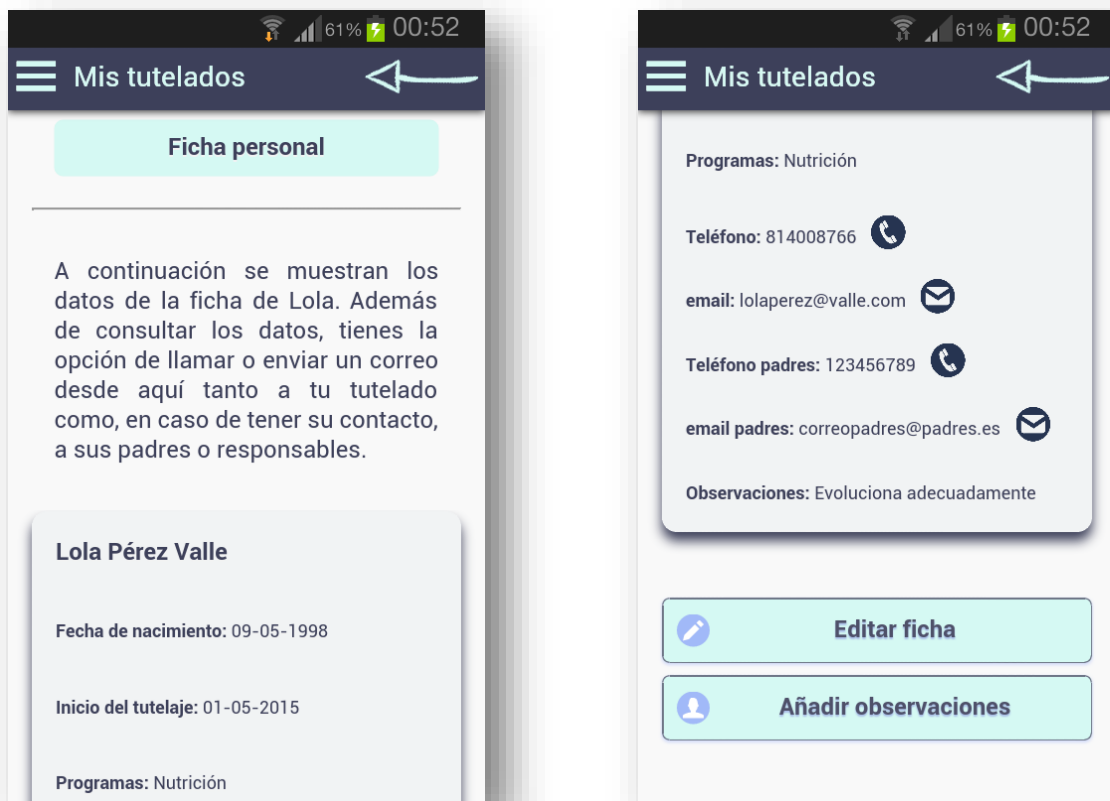 61% 00:52
Mis tutelados
Ficha personal
A continuación se muestran los
datos de la ficha de Lola. Además
de consultar los datos, tienes la
opción de llamar o enviar un correo
desde aquí tanto a tu tutelado
como, en caso de tener su contacto,
a sus padres o responsables.
Lola Pérez Valle
Fecha de nacimiento: 09-05-1998
Inicio del tutelaje: 01-05-2015
Programas: Nutrición
61% 00:52
Mis tutelados
Programas: Nutrición
Teléfono: 814008766
email: lolaperez@valle.com
Teléfono padres: 123456789
email padres: correopadres@padres.es
Observaciones: Evoluciona adecuadamente
Editar ficha
Añadir observaciones